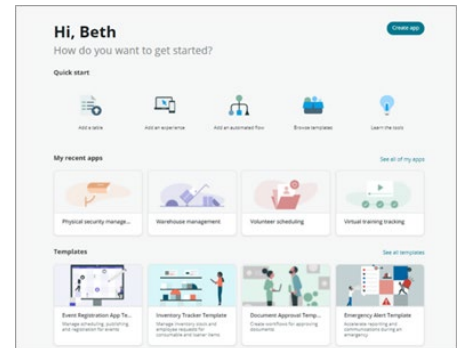 Hi, Beth
Create app
How do you want to get started?
Quick start
Add a table
Add an experience
Add an automated flow
Browse templates
Learn the tools
My recent apps
See all of my apps
Physical security manage...
Warehouse management
Volunteer scheduling
Virtual training tracking
Templates
See all templates
Event Registration App Te...
Manage scheduling, publishing,
and registration for events
Inventory Tracker Template
Manage inventory stock and
employee requests for
consumable and loaner items
Document Approval Temp...
Create workflows for approving
documents
Emergency Alert Template
Accelerate reporting and
communications during an
emergency